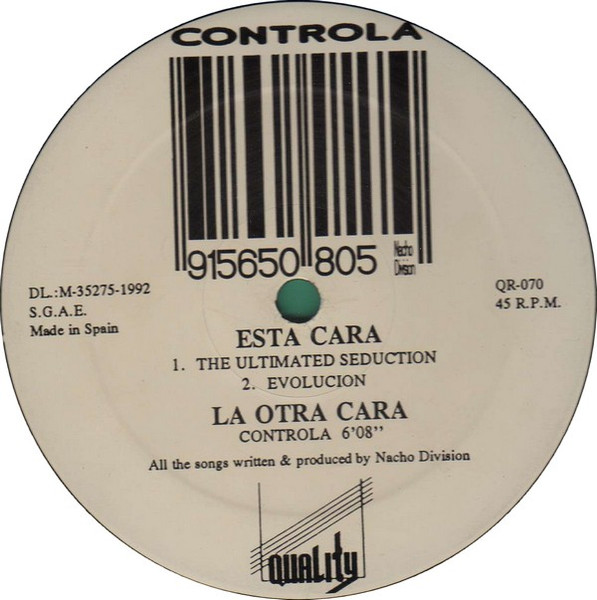 CONTROLA
915650 805
Nacho
Division
DL.:M-35275-1992
S.G.A.E.
Made in Spain
QR-070
45 R.P.M.
ESTA CARA
1. THE ULTIMATED SEDUCTION
2. EVOLUCION
LA OTRA CARA
CONTROLA 6'08''
All the songs written & produced by Nacho Division
QUALity